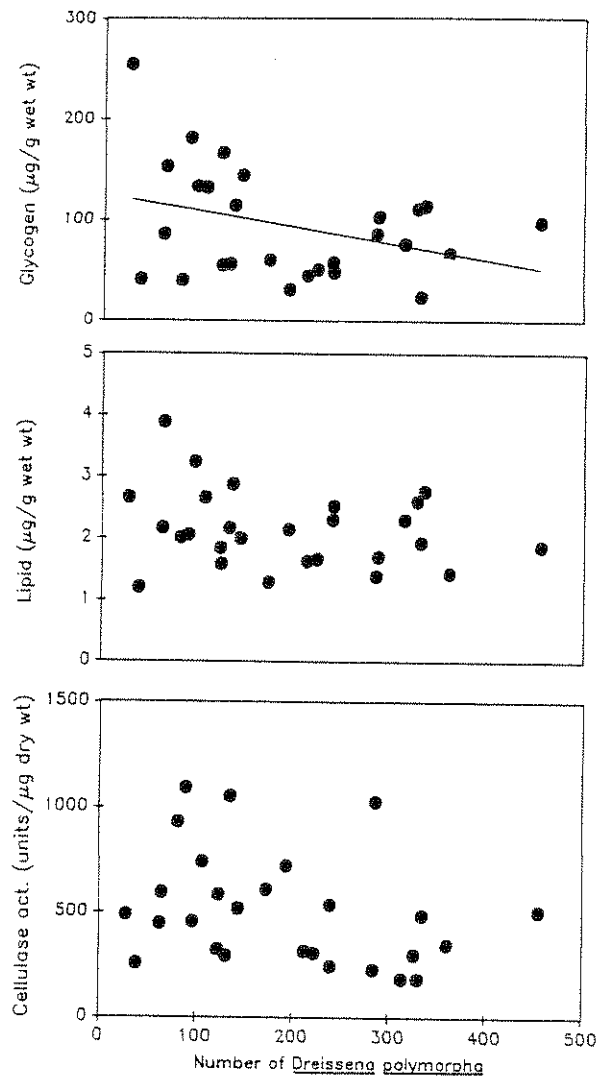 300
200
100
0
Glycogen (μg/g wet wt)
5
4
3
2
1
0
Lipid (μg/g wet wt)
1500
1000
500
0
Cellulase act. (units/μg dry wt)
0 100 200 300 400 500
Number of Dreissena polymorpha